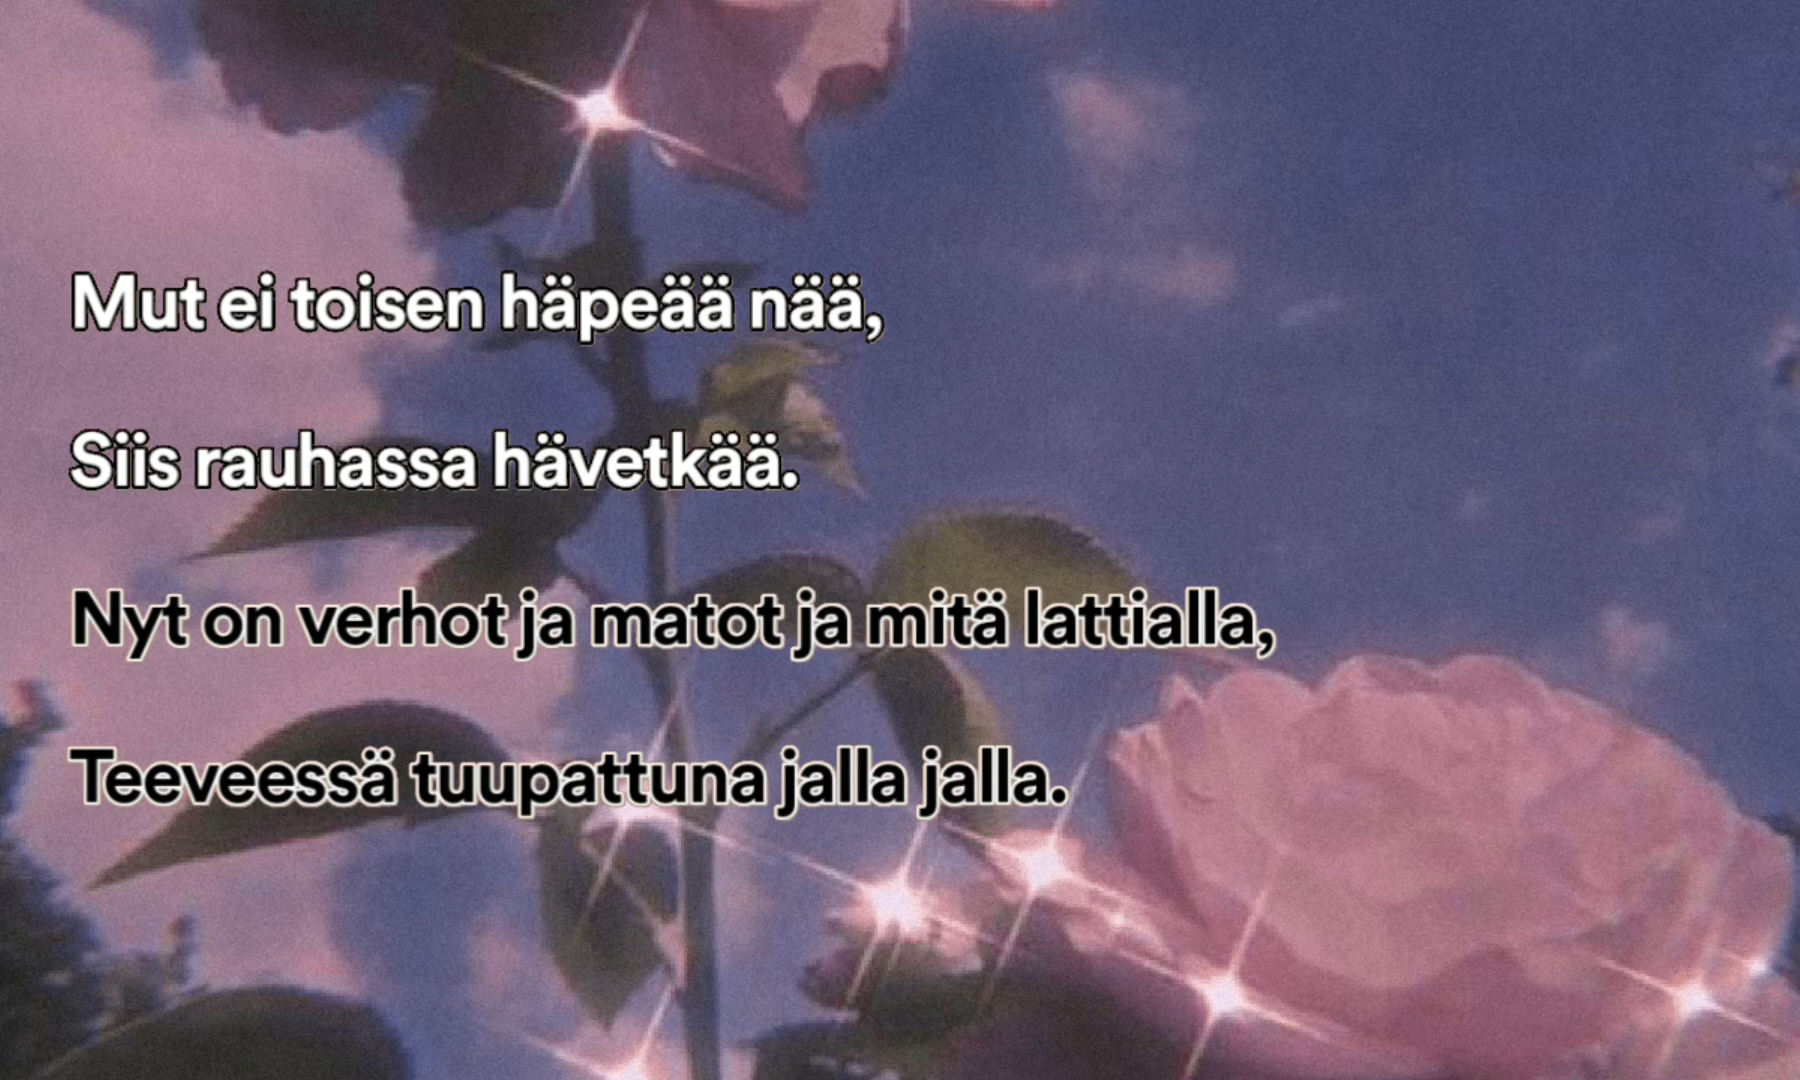 Mut ei toisen häpeää nää,
Siis rauhassa hävetkää.
Nyt on verhot ja matot ja mitä lattialla,
Teeveessä tuupattuna jalla jalla.